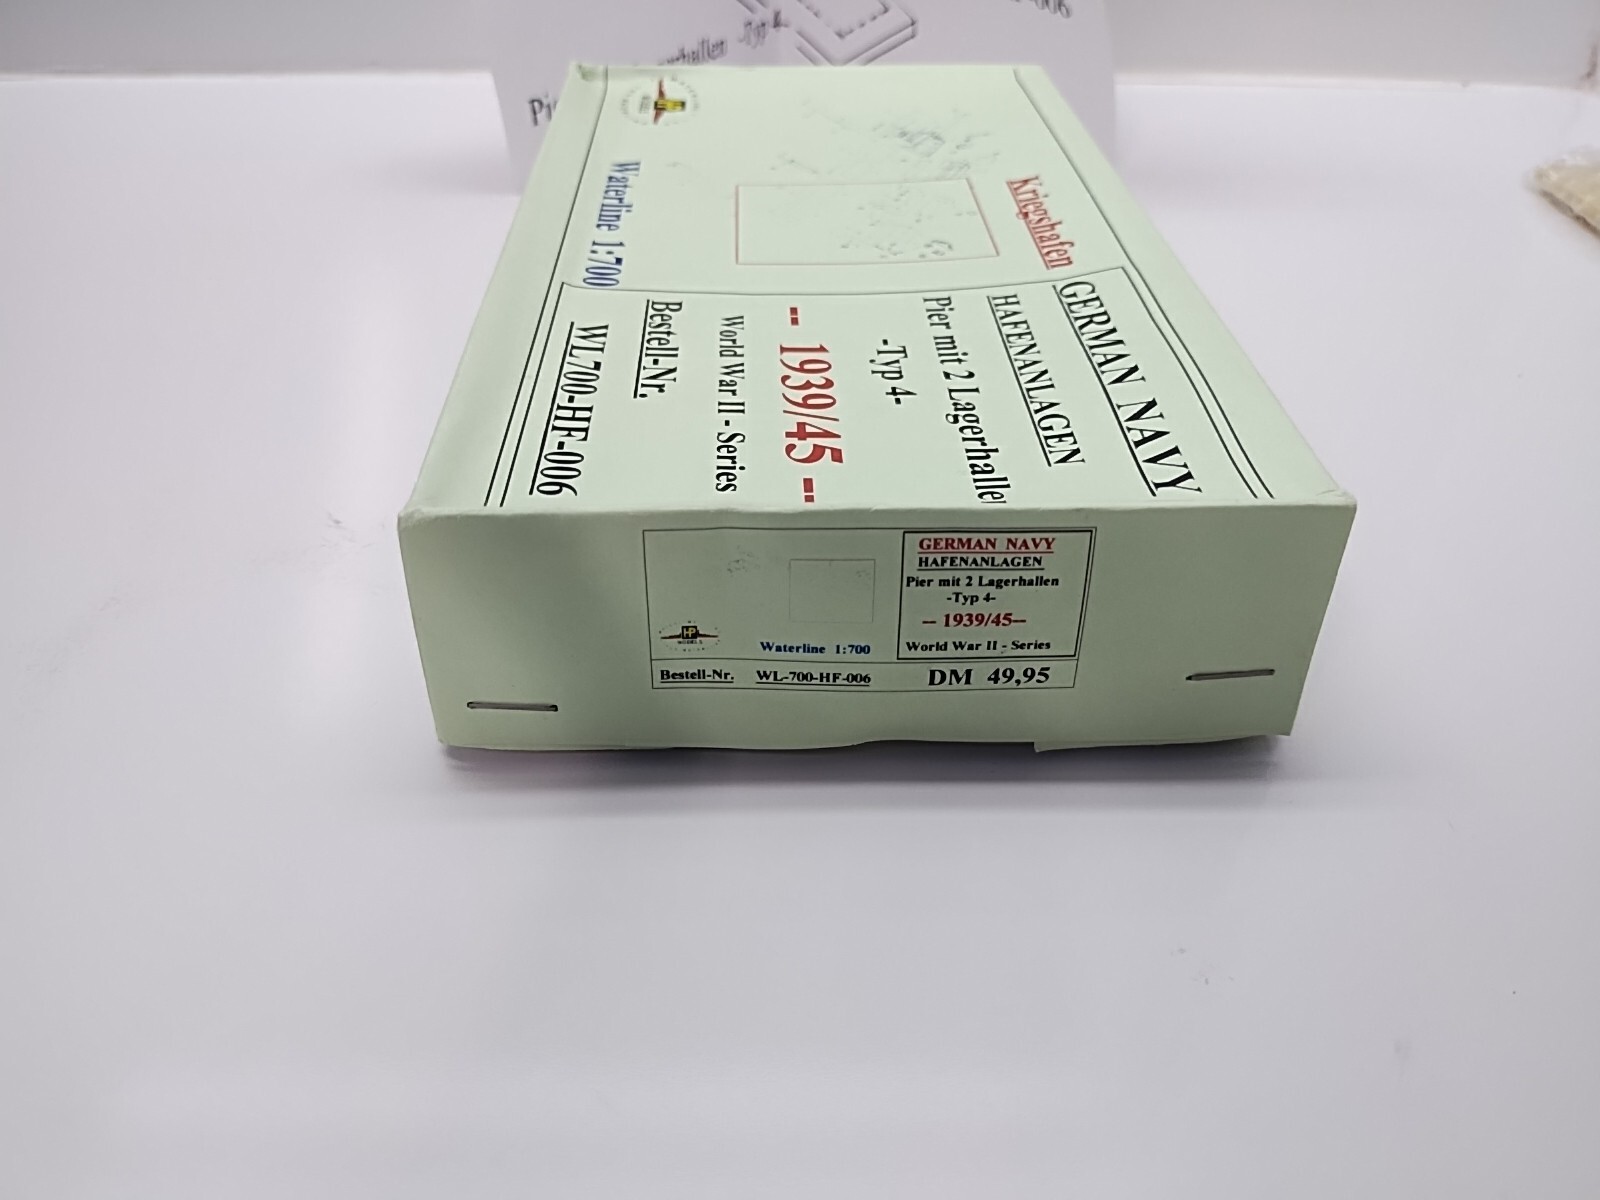 Kriegshafen
Waterline 1:700
GERMAN NAVY
HAFENANLAGEN
Pier mit 2 Lagerhallen
-Typ 4-
-- 1939/45 --
World War II - Series
Bestell-Nr.
WL700-HF-006
GERMAN NAVY
HAFENANLAGEN
Pier mit 2 Lagerhallen
-Typ 4-
-- 1939/45--
World War II - Series
HP
MODELS
Waterline 1:700
Bestell-Nr. WL-700-HF-006 DM 49,95